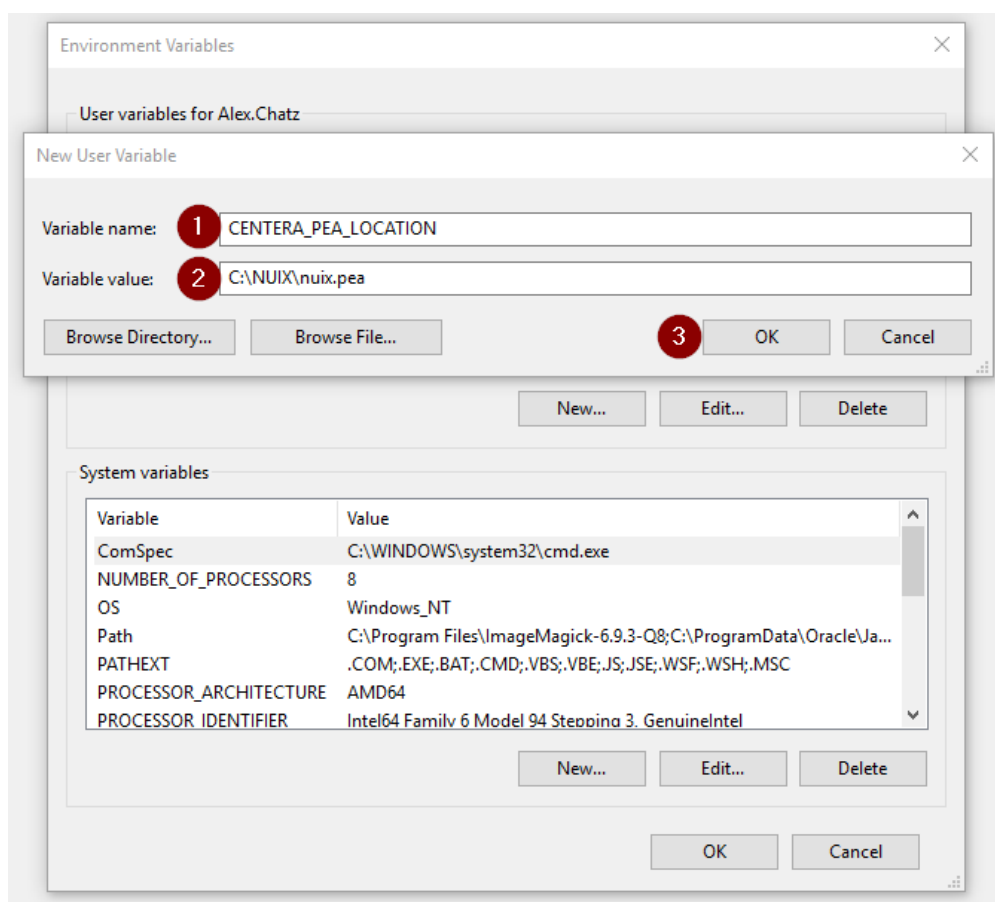 Environment Variables
User variables for Alex.Chatz
New User Variable
Variable name: 1 CENTERA_PEA_LOCATION
Variable value: 2 C:\NUIX\nuix.pea
Browse Directory... Browse File... 3 OK Cancel
New... Edit... Delete
System variables
Variable Value
ComSpec C:\WINDOWS\system32\cmd.exe
NUMBER_OF_PROCESSORS 8
OS Windows_NT
Path C:\Program Files\ImageMagick-6.9.3-Q8;C:\ProgramData\Oracle\Ja...
PATHEXT .COM;.EXE;.BAT;.CMD;.VBS;.VBE;.JS;.JSE;.WSF;.WSH;.MSC
PROCESSOR_ARCHITECTURE AMD64
PROCESSOR_IDENTIFIER Intel64 Family 6 Model 94 Stepping 3, GenuineIntel
New... Edit... Delete
OK Cancel